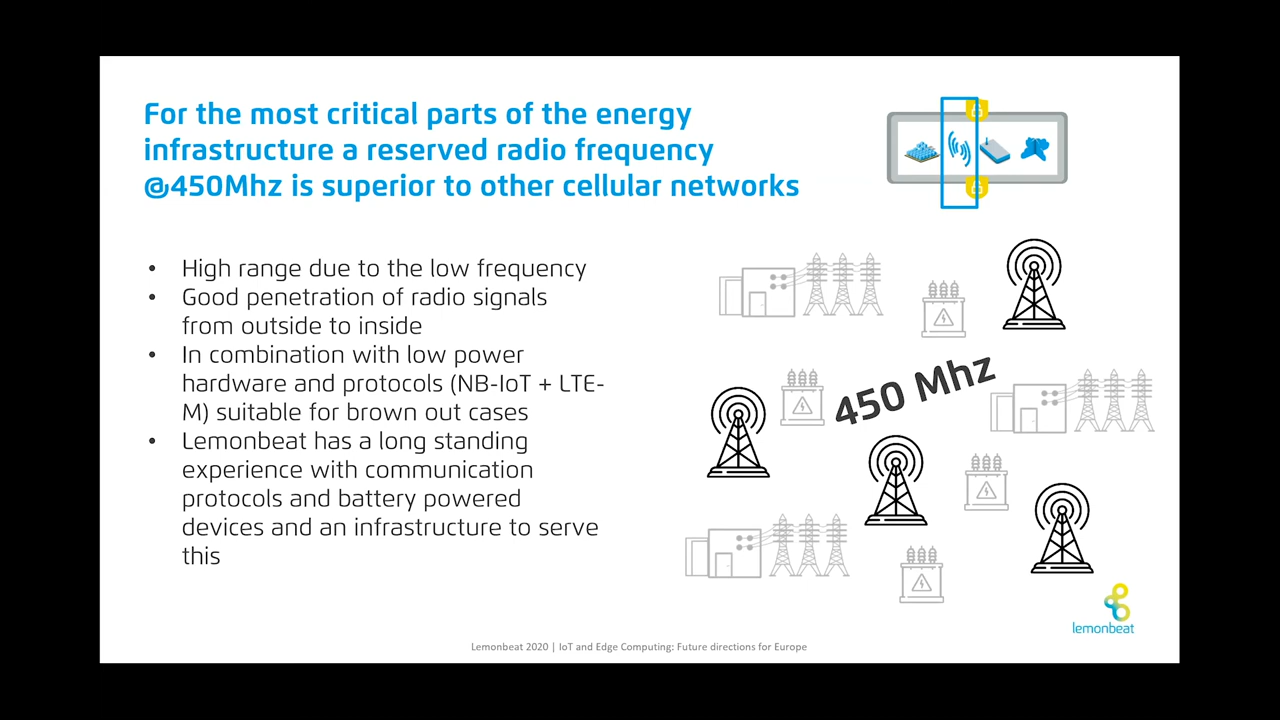 For the most critical parts of the energy
infrastructure a reserved radio frequency
@450Mhz is superior to other cellular networks
• High range due to the low frequency
• Good penetration of radio signals
from outside to inside
• In combination with low power
hardware and protocols (NB-IoT + LTE-
M) suitable for brown out cases
• Lemonbeat has a long standing
experience with communication
protocols and battery powered
devices and an infrastructure to serve
this
450 Mhz
lemonbeat
Lemonbeat 2020 | IoT and Edge Computing: Future directions for Europe